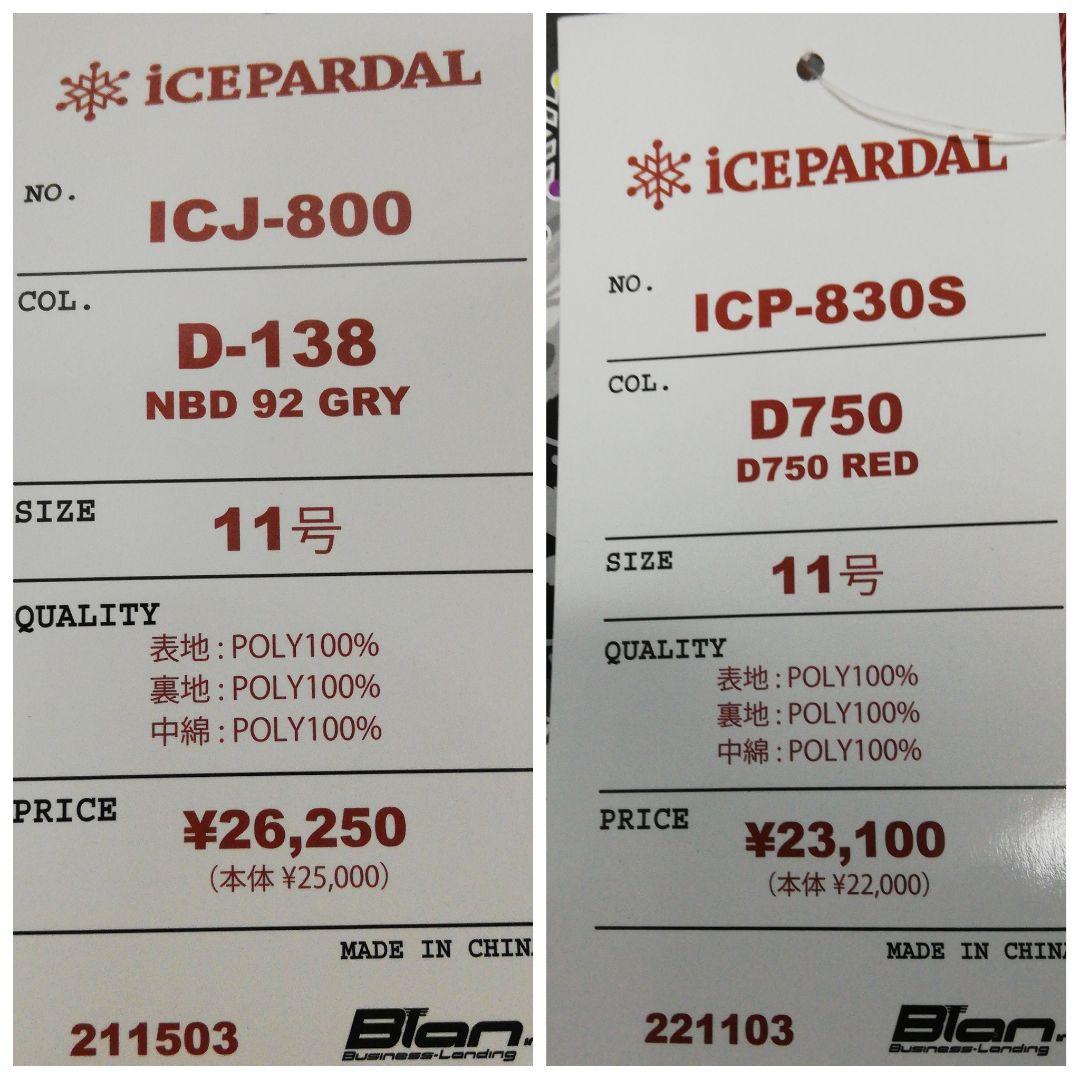 iCEPARDAL
NO.
ICJ-800
COL.
D-138
NBD 92 GRY
SIZE
11号
QUALITY
表地 : POLY100%
裏地 : POLY100%
中綿 : POLY100%
PRICE
¥26,250
(本体 ¥25,000)
MADE IN CHIN
211503
BTan
Business-Landing
iCEPARDAL
NO.
ICP-830S
COL.
D750
D750 RED
SIZE
11号
QUALITY
表地 : POLY100%
裏地 : POLY100%
中綿 : POLY100%
PRICE
¥23,100
(本体 ¥22,000)
MADE IN CHIN
221103
BTan
Business-Landing